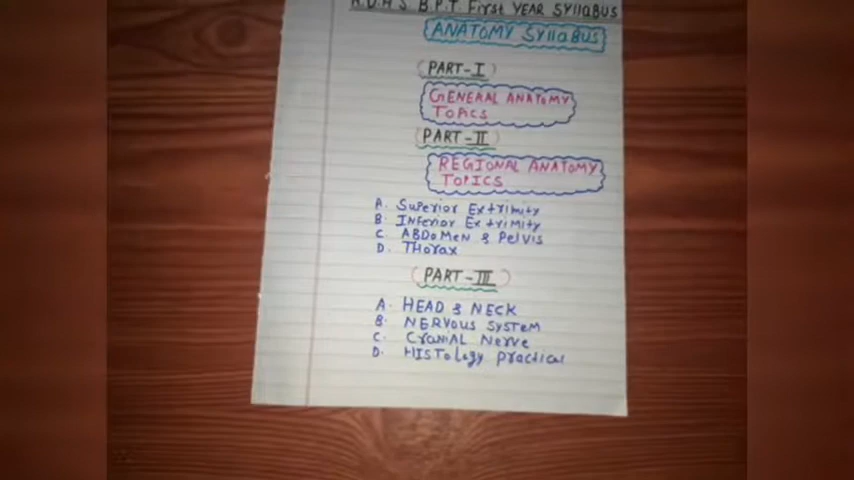 B.P.T First YEAR SYLLABUS
ANATOMY SYllABUS
(PART-I)
GENERAL ANATOMY
TOPICS
(PART-II)
REGIONAL ANATOMY
TOPICS
A. Superior Extrimity
B. Inferior Extrimity
C. ABDOMEN & Pelvis
D. Thorax
(PART-III)
A. HEAD & NECK
B. NERVOUS SYSTEM
C. CraniAL Nerve
D. HISTology practical